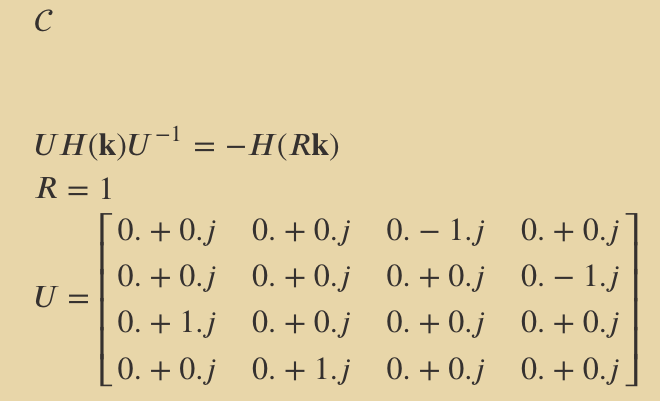 𝒞
UH(𝐤)U⁻¹ = −H(R𝐤)
R = 1
U = [ 0. + 0.j 0. + 0.j 0. − 1.j 0. + 0.j
0. + 0.j 0. + 0.j 0. + 0.j 0. − 1.j
0. + 1.j 0. + 0.j 0. + 0.j 0. + 0.j
0. + 0.j 0. + 1.j 0. + 0.j 0. + 0.j ]